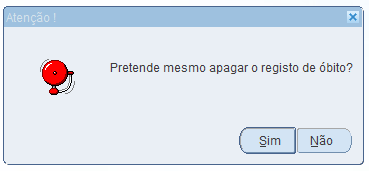 Atenção !
Pretende mesmo apagar o registo de óbito?
Sim
Não